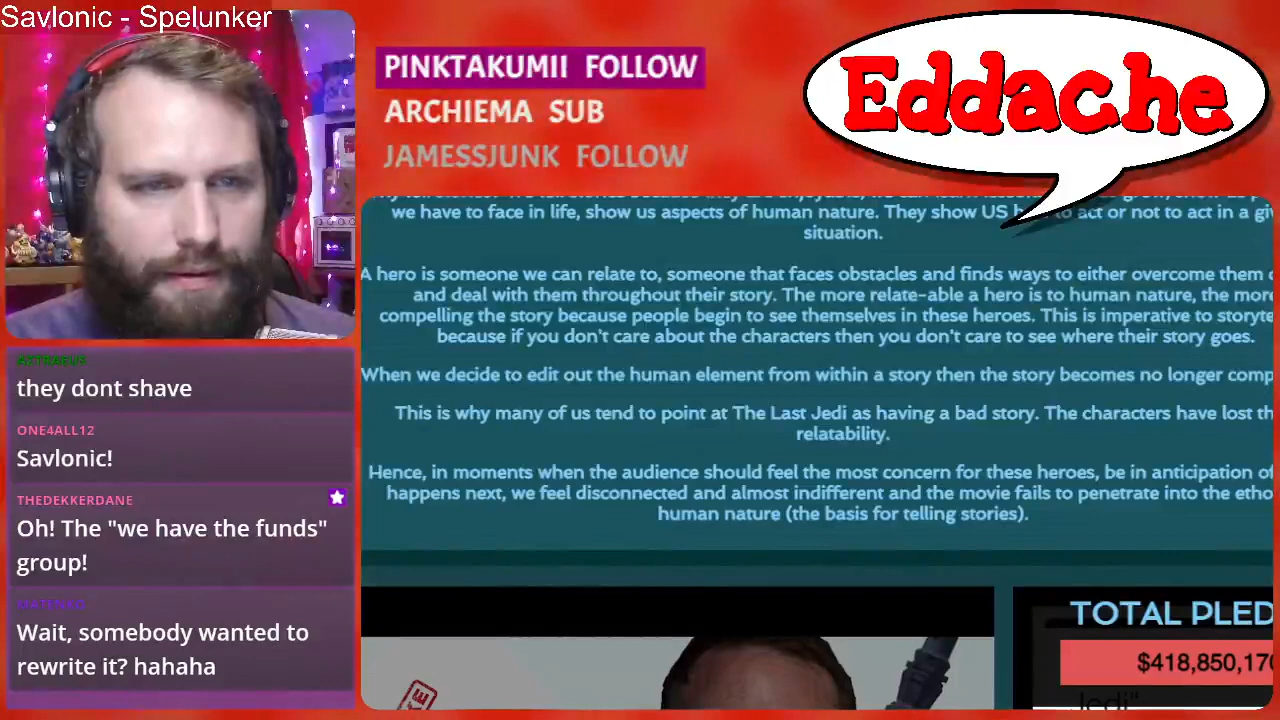 Savlonic - Spelunker
PINKTAKUMII FOLLOW
ARCHIEMA SUB
JAMESSJUNK FOLLOW
Eddache
we have to face in life, show us aspects of human nature. They show US to act or not to act in a
situation.
A hero is someone we can relate to, someone that faces obstacles and finds ways to either overcome them
and deal with them throughout their story. The more relate-able a hero is to human nature, the more
compelling the story because people begin to see themselves in these heroes. This is imperative to
because if you don't care about the characters then you don't care to see where their story goes.
When we decide to edit out the human element from within a story then the story becomes no longer
This is why many of us tend to point at The Last Jedi as having a bad story. The characters have lost
relatability.
Hence, in moments when the audience should feel the most concern for these heroes, be in anticipation of
happens next, we feel disconnected and almost indifferent and the movie fails to penetrate into the
human nature (the basis for telling stories).
they dont shave
ONE4ALL12
Savlonic!
THEDEKKERDANE
Oh! The "we have the funds"
group!
Wait, somebody wanted to
rewrite it? hahaha
TOTAL
$418,850,170